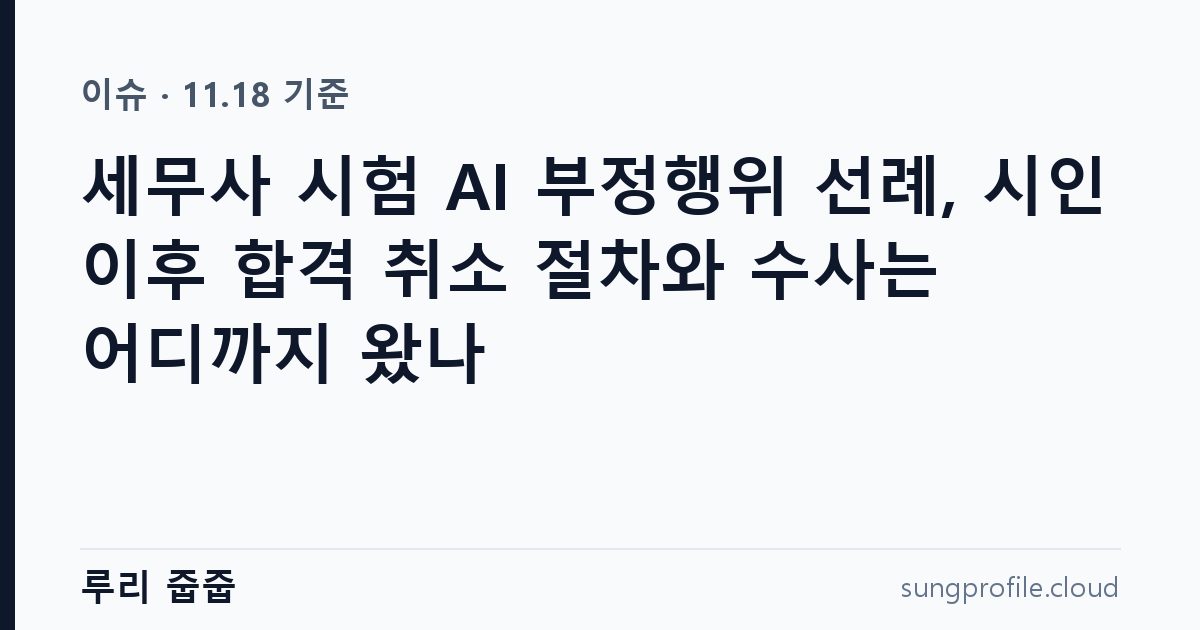 이슈 · 11.18 기준
세무사 시험 AI 부정행위 선례, 시인
이후 합격 취소 절차와 수사는
어디까지 왔나
루리 줍줍
sungprofile.cloud